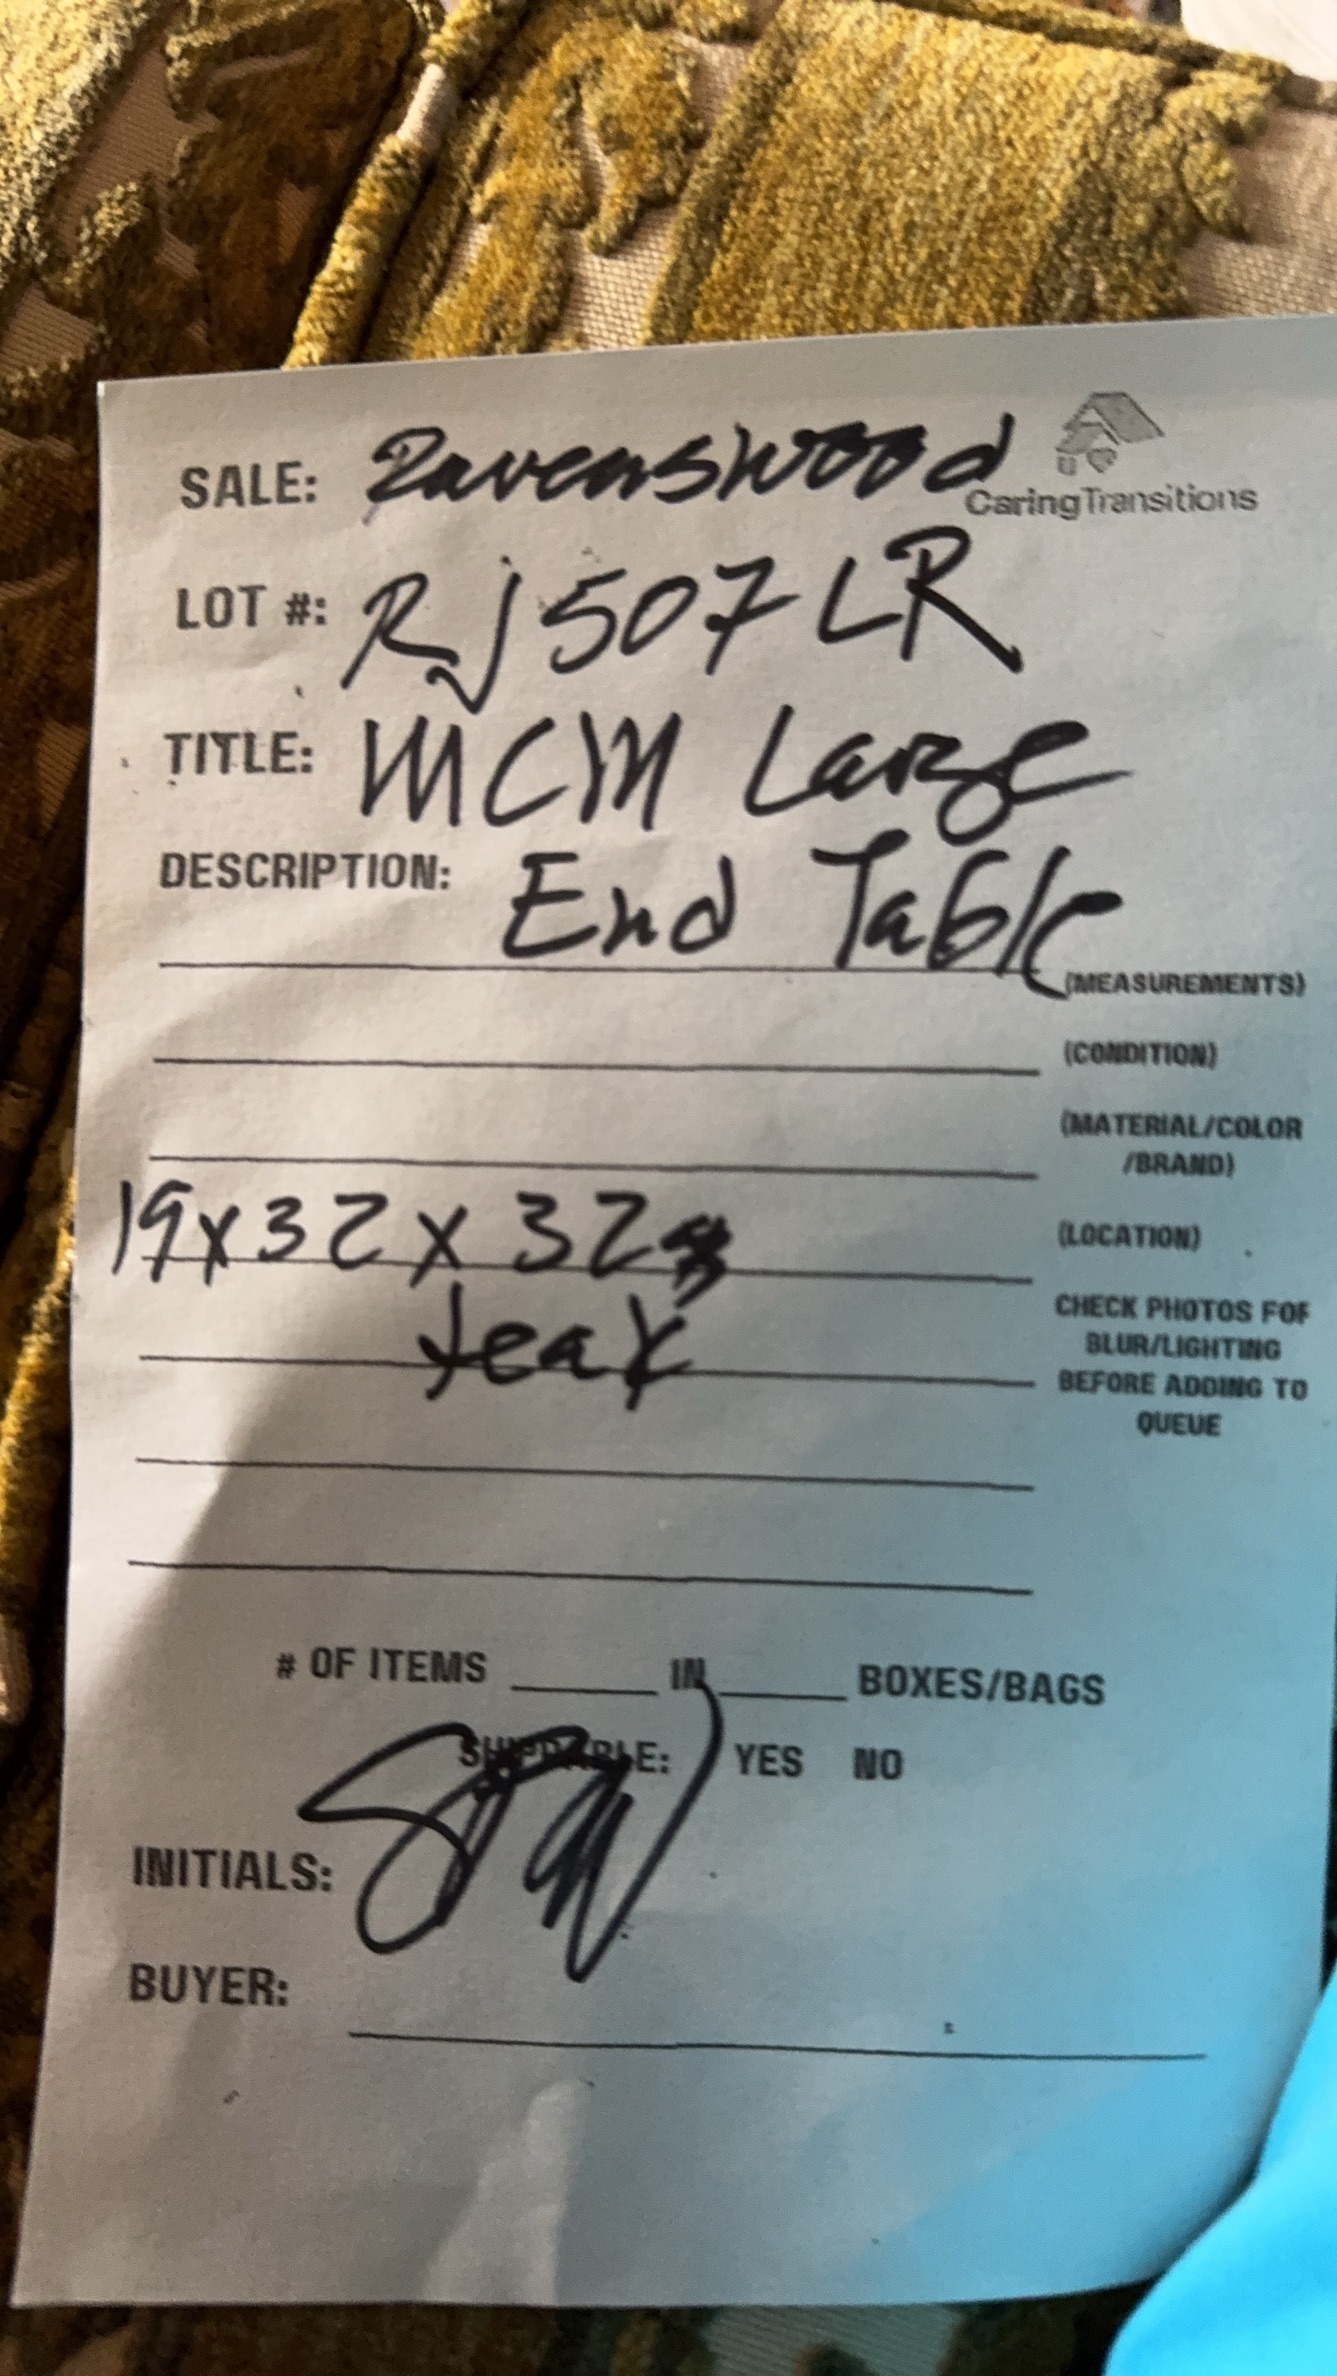 SALE: Ravenswood
CaringTransitions
LOT #: RJ507LR
TITLE: MCM Large
DESCRIPTION: End Table
(MEASUREMENTS)
(CONDITION)
(MATERIAL/COLOR
/BRAND)
19x32x32
(LOCATION)
teak
CHECK PHOTOS FOR
BLUR/LIGHTING
BEFORE ADDING TO
QUEUE
# OF ITEMS IN BOXES/BAGS
SHIPPABLE: YES NO
INITIALS:
BUYER: